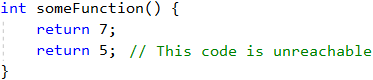 int someFunction() {
    return 7;
    return 5;  // This code is unreachable
}